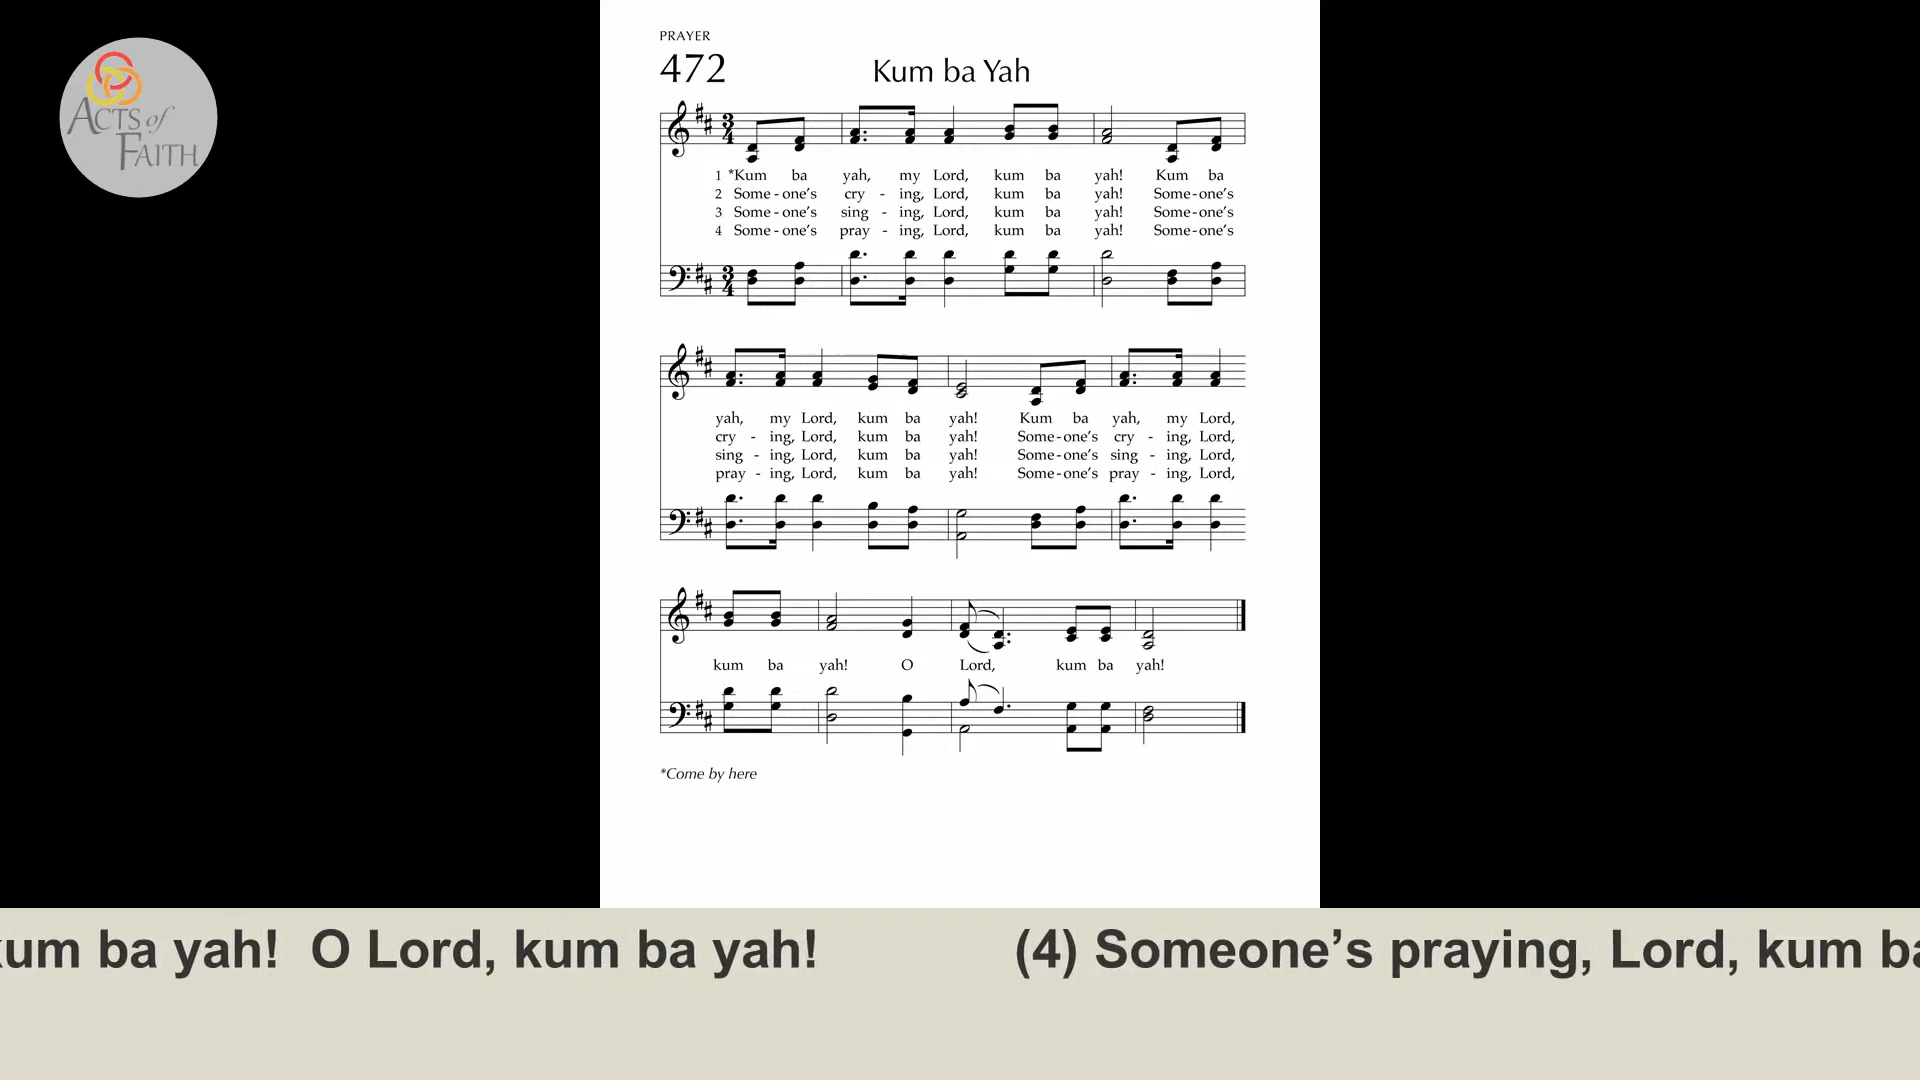 ACTS of
FAITH
PRAYER
472
Kum ba Yah
1 *Kum ba yah, my Lord, kum ba yah! Kum ba
2 Some - one's cry - ing, Lord, kum ba yah! Some - one's
3 Some - one's sing - ing, Lord, kum ba yah! Some - one's
4 Some - one's pray - ing, Lord, kum ba yah! Some - one's
yah, my Lord, kum ba yah! Kum ba yah, my Lord,
cry - ing, Lord, kum ba yah! Some - one's cry - ing, Lord,
sing - ing, Lord, kum ba yah! Some - one's sing - ing, Lord,
pray - ing, Lord, kum ba yah! Some - one's pray - ing, Lord,
kum ba yah! O Lord, kum ba yah!
*Come by here
kum ba yah! O Lord, kum ba yah! (4) Someone’s praying, Lord, kum ba